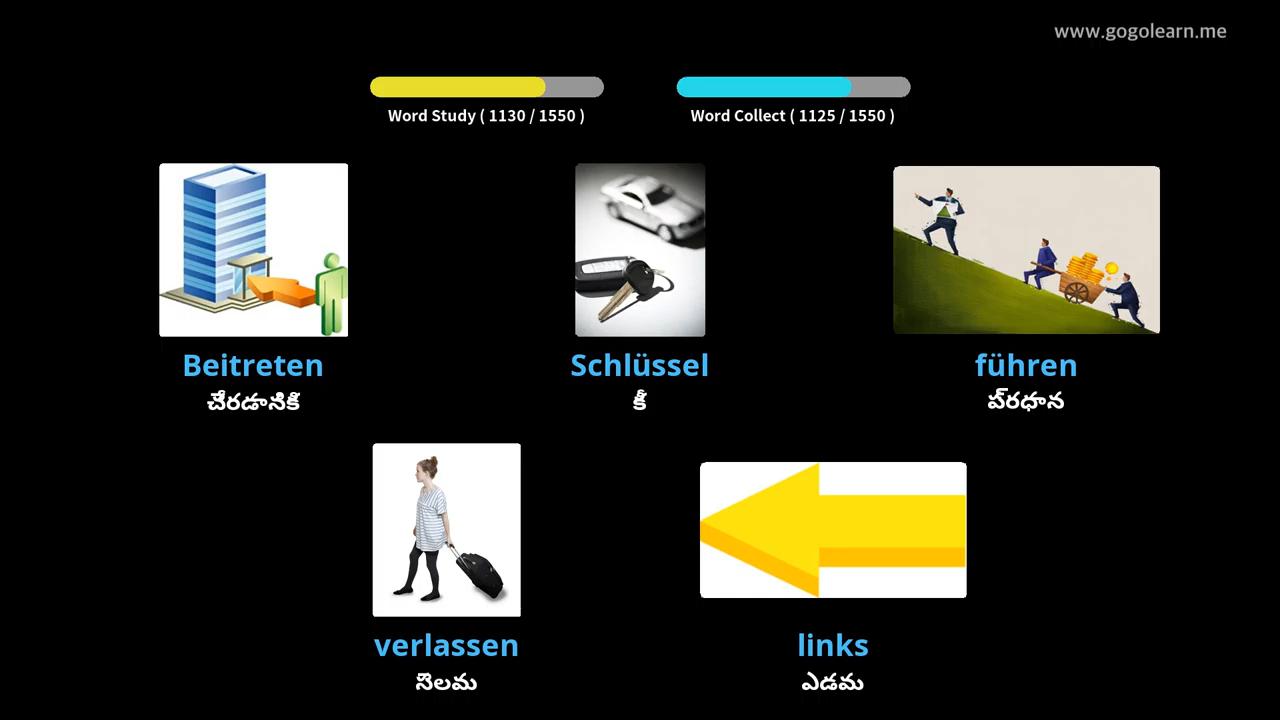 www.gogolearn.me
Word Study ( 1130 / 1550 )
Word Collect ( 1125 / 1550 )
Beitreten
చేరడానికి
Schlüssel
కీ
führen
ప్రధాన
verlassen
సెలవు
links
ఎడమ